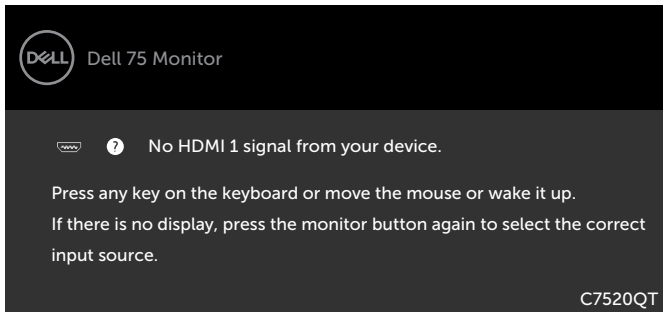 DELL
Dell 75 Monitor
? No HDMI 1 signal from your device.
Press any key on the keyboard or move the mouse or wake it up.
If there is no display, press the monitor button again to select the correct
input source.
C7520QT